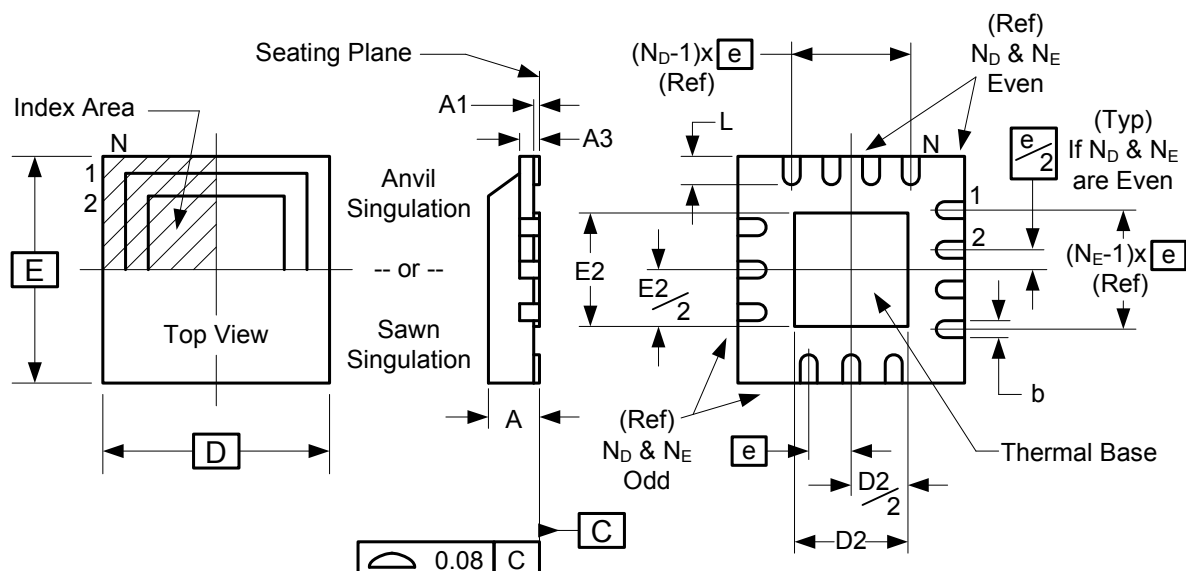 Seating Plane
Index Area
N
1
2
E
Top View
D
A1
A3
Anvil
Singulation
-- or --
Sawn
Singulation
A
0.08 C
C
(N_D-1)x e
(Ref)
L
(Ref)
N_D & N_E
Even
N
e/2
(Typ)
If N_D & N_E
are Even
1
2
(N_E-1)x e
(Ref)
E2
E2/2
b
(Ref)
N_D & N_E
Odd
e
Thermal Base
D2/2
D2